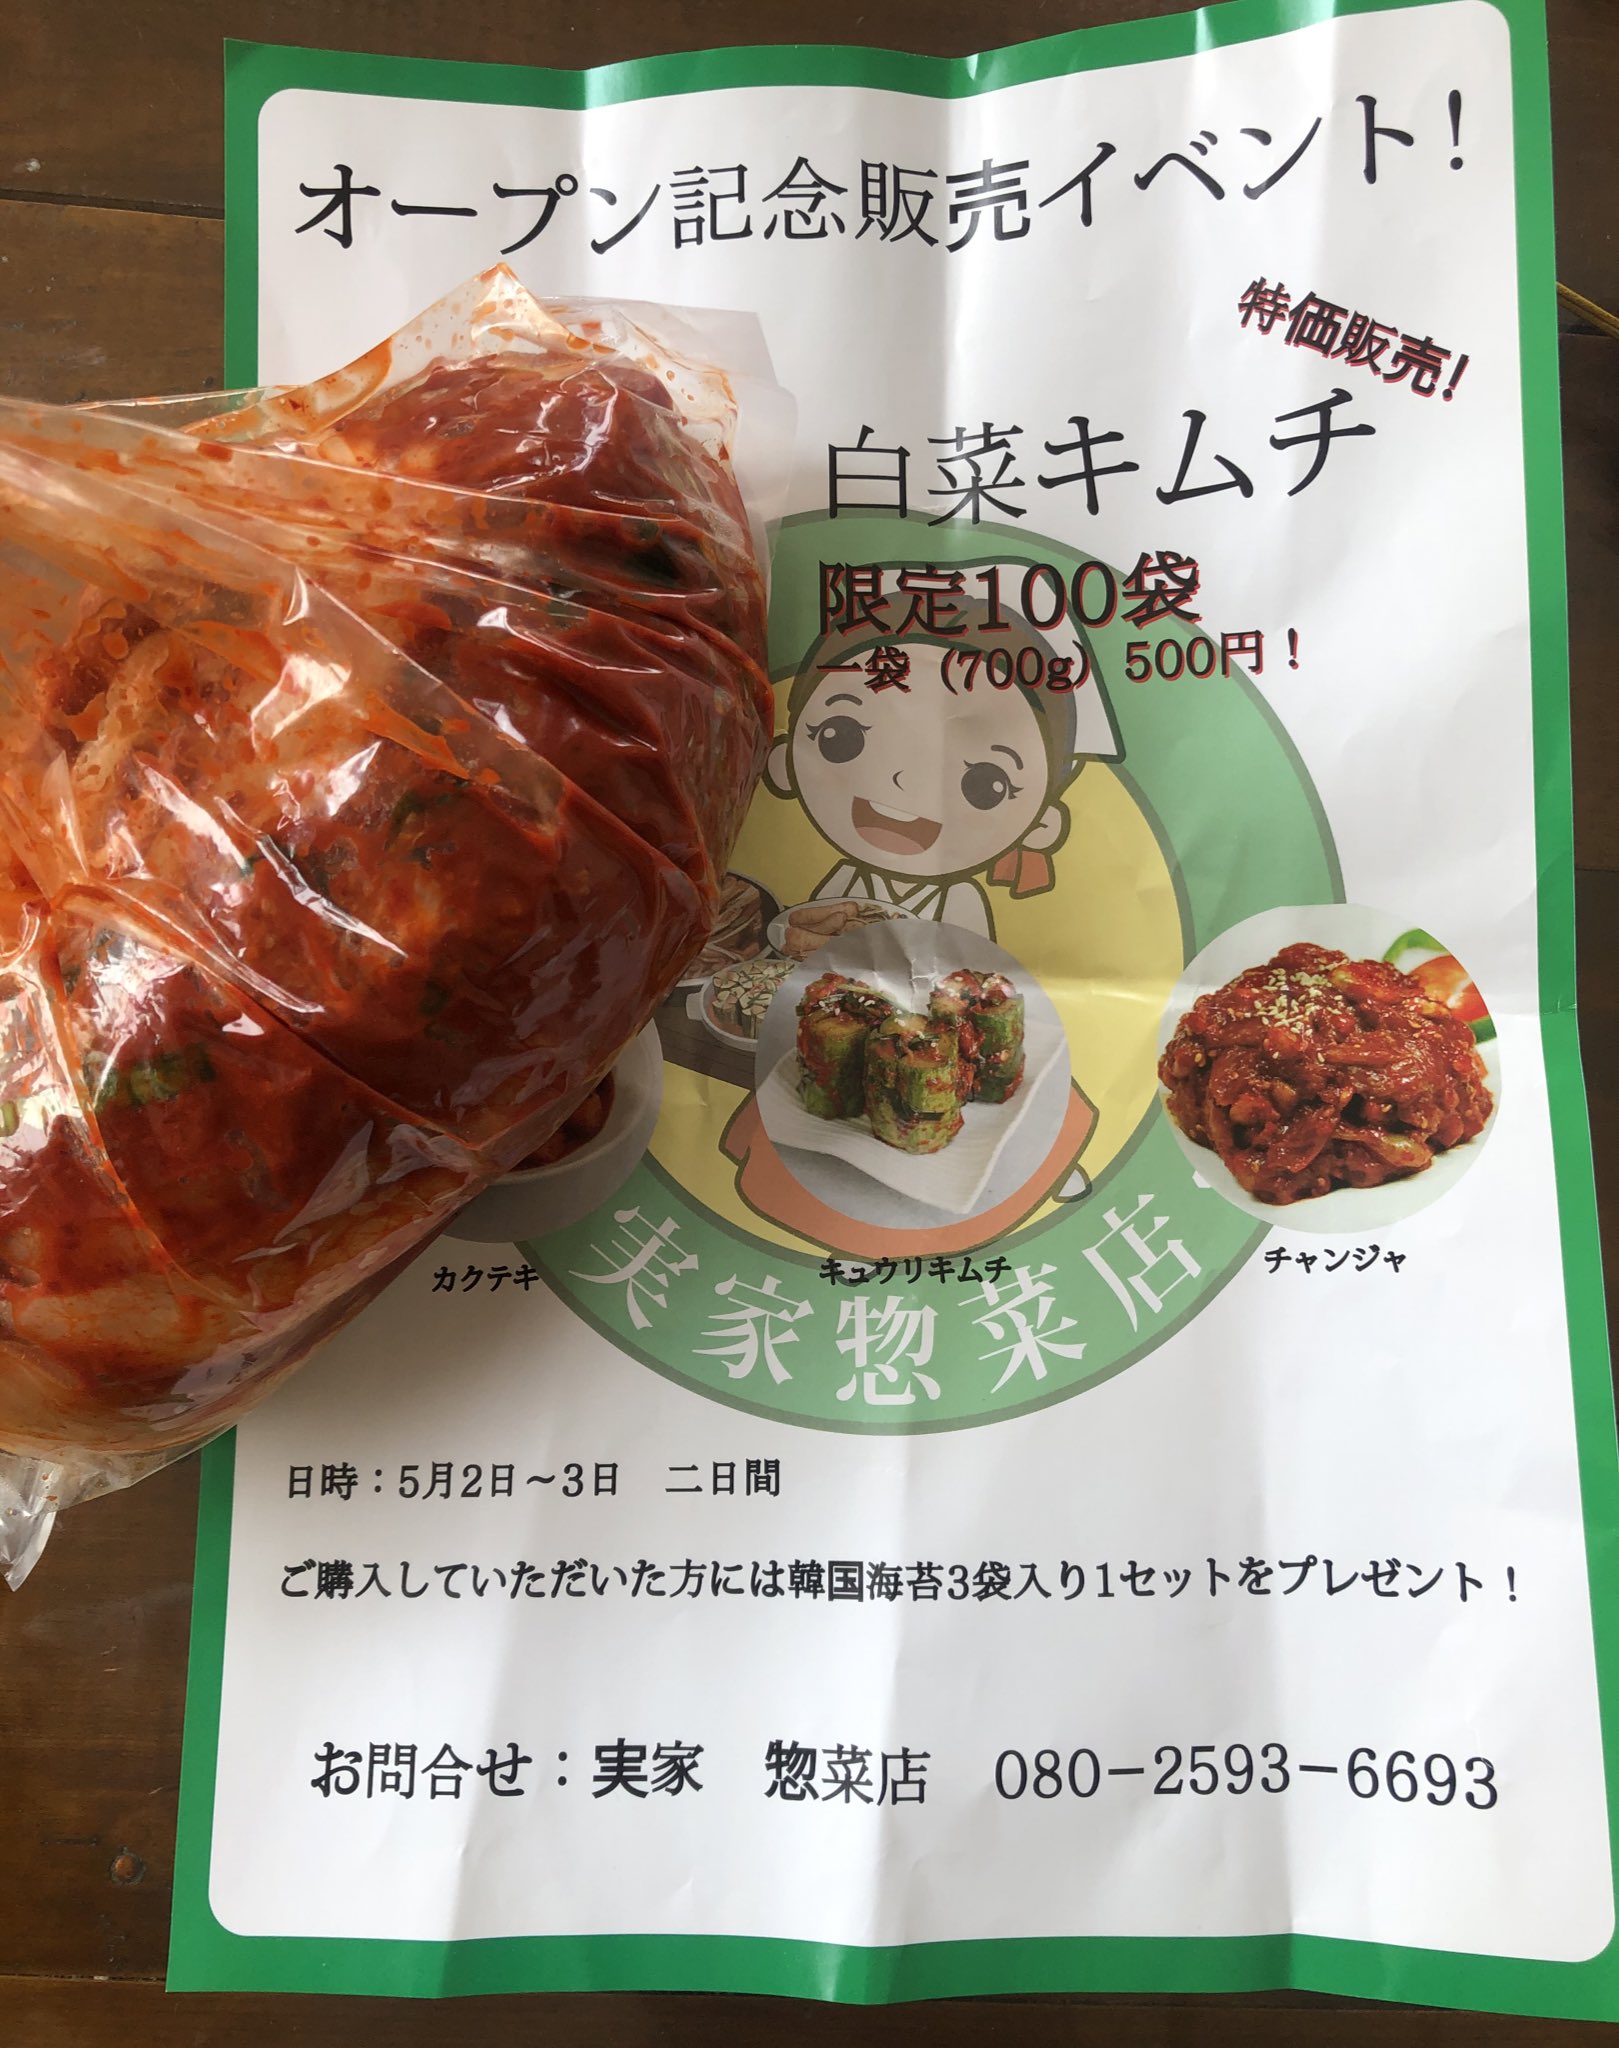 オープン記念販売イベント！
特価販売！
白菜キムチ
限定100袋
一袋（700g）500円！
カクテキ
キュウリキムチ
チャンジャ
実家惣菜店
日時：5月2日～3日　二日間
ご購入していただいた方には韓国海苔3袋入り1セットをプレゼント！
お問合せ：実家　惣菜店　080-2593-6693